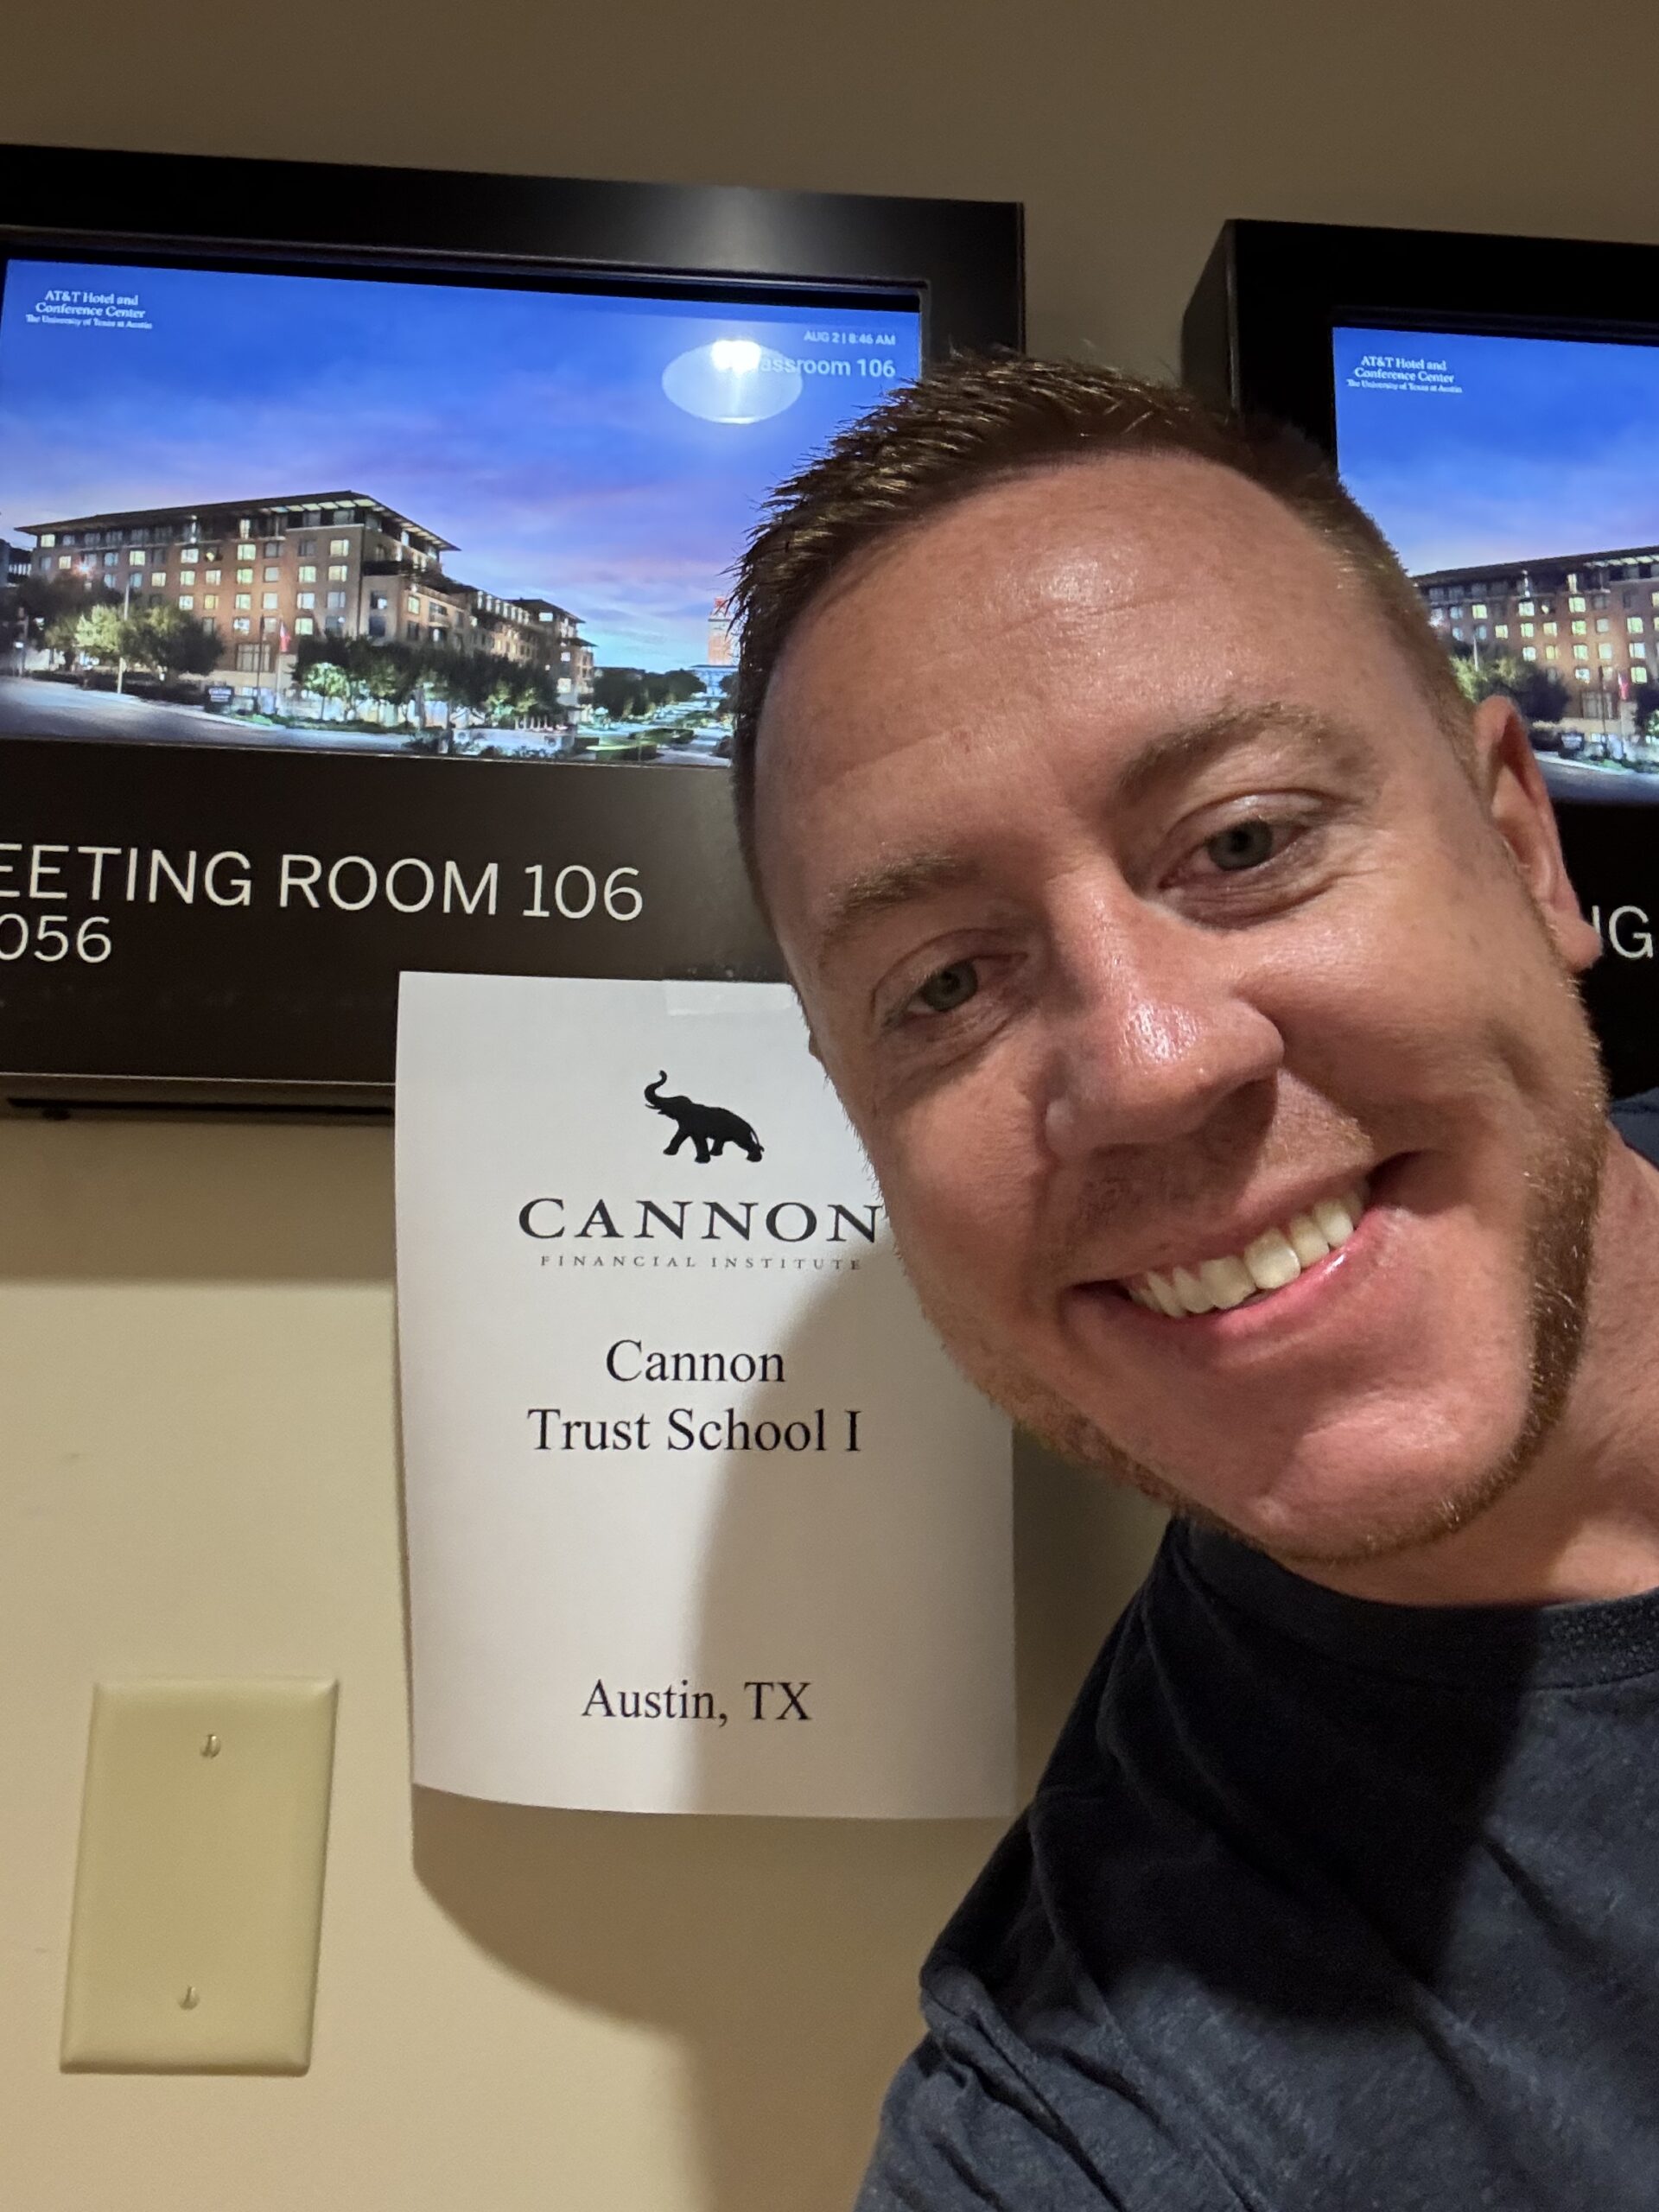 AT&T Hotel and
Conference Center
The University of Texas at Austin
AUG 2 | 8:46 AM
assroom 106
EETING ROOM 106
056
CANNON
FINANCIAL INSTITUTE
Cannon
Trust School I
Austin, TX
AT&T Hotel and
Conference Center
The University of Texas at Austin
NG